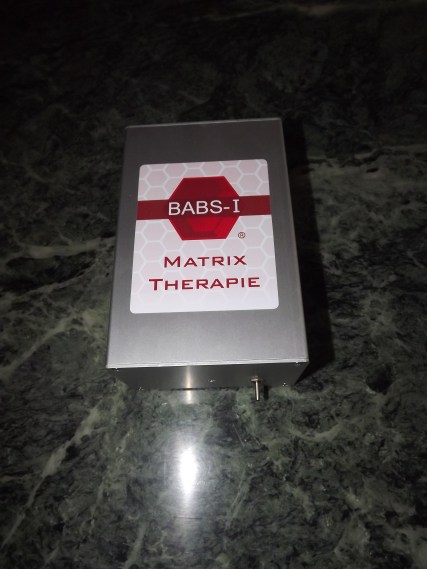 BABS-I
®
MATRIX
THERAPIE